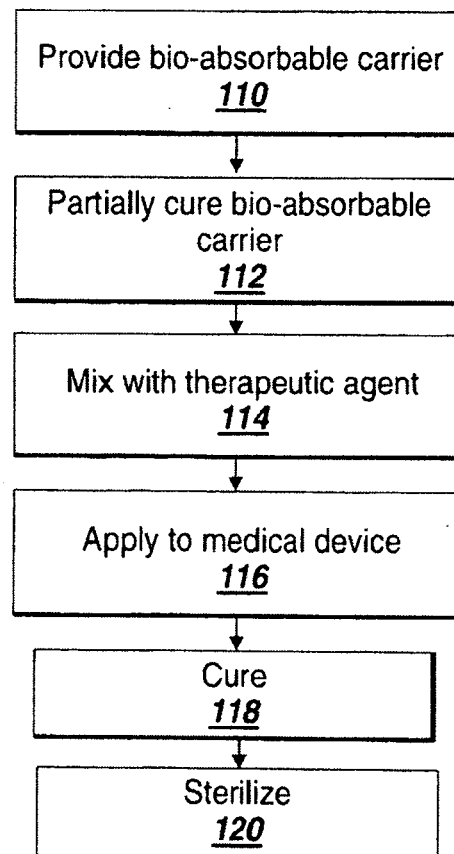 Provide bio-absorbable carrier
110
Partially cure bio-absorbable
carrier
112
Mix with therapeutic agent
114
Apply to medical device
116
Cure
118
Sterilize
120